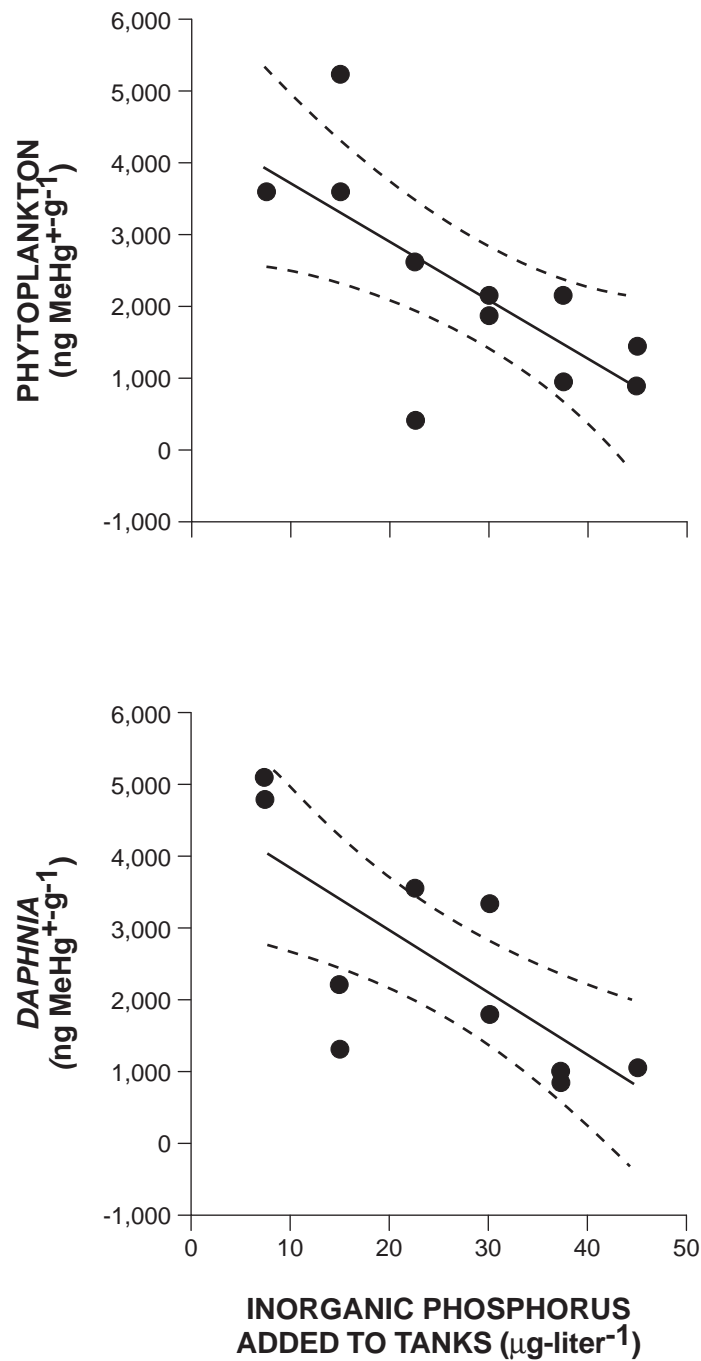 6,000
5,000
4,000
3,000
2,000
1,000
0
-1,000
PHYTOPLANKTON
(ng MeHg+-g-1)
6,000
5,000
4,000
3,000
2,000
1,000
0
-1,000
DAPHNIA
(ng MeHg+-g-1)
0 10 20 30 40 50
INORGANIC PHOSPHORUS
ADDED TO TANKS (µg-liter-1)